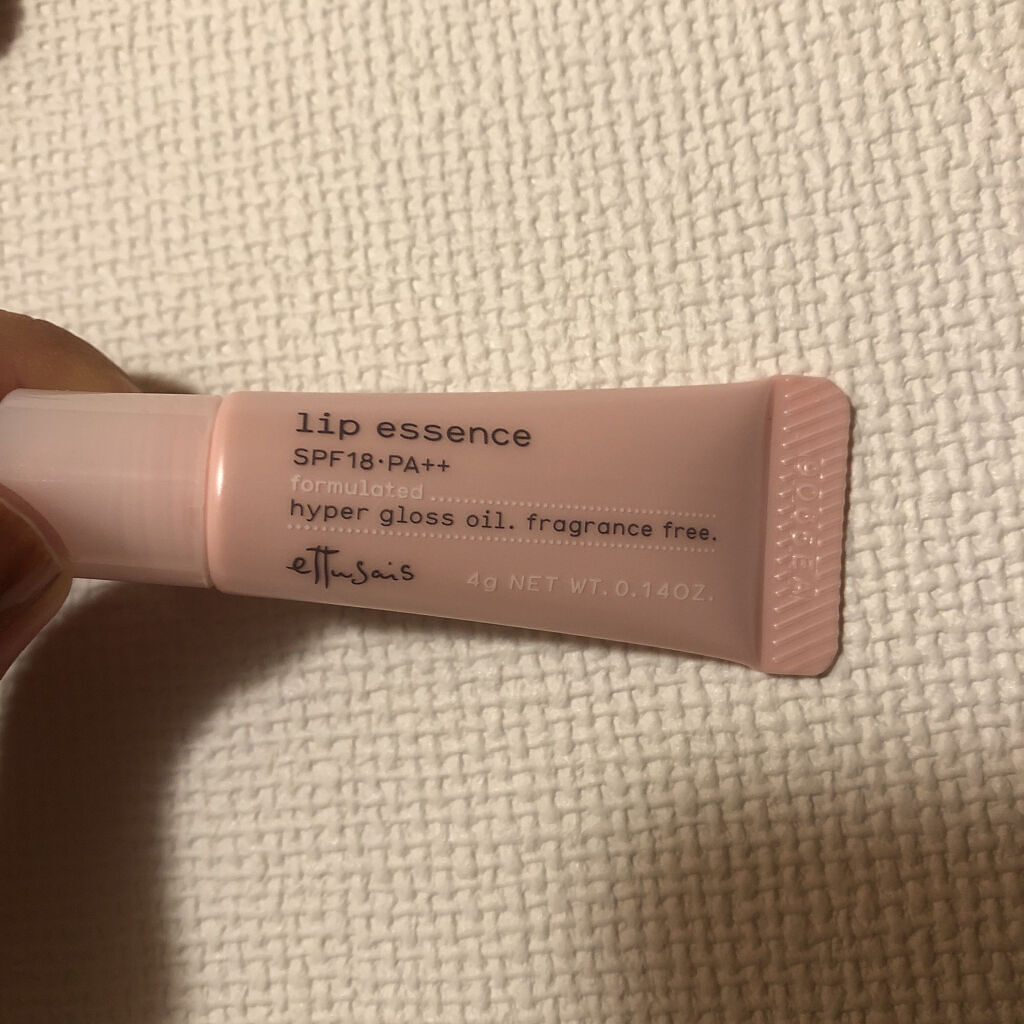 lip essence
SPF18·PA++
formulated
hyper gloss oil. fragrance free.
ettusais
4g NET WT. 0.14OZ.